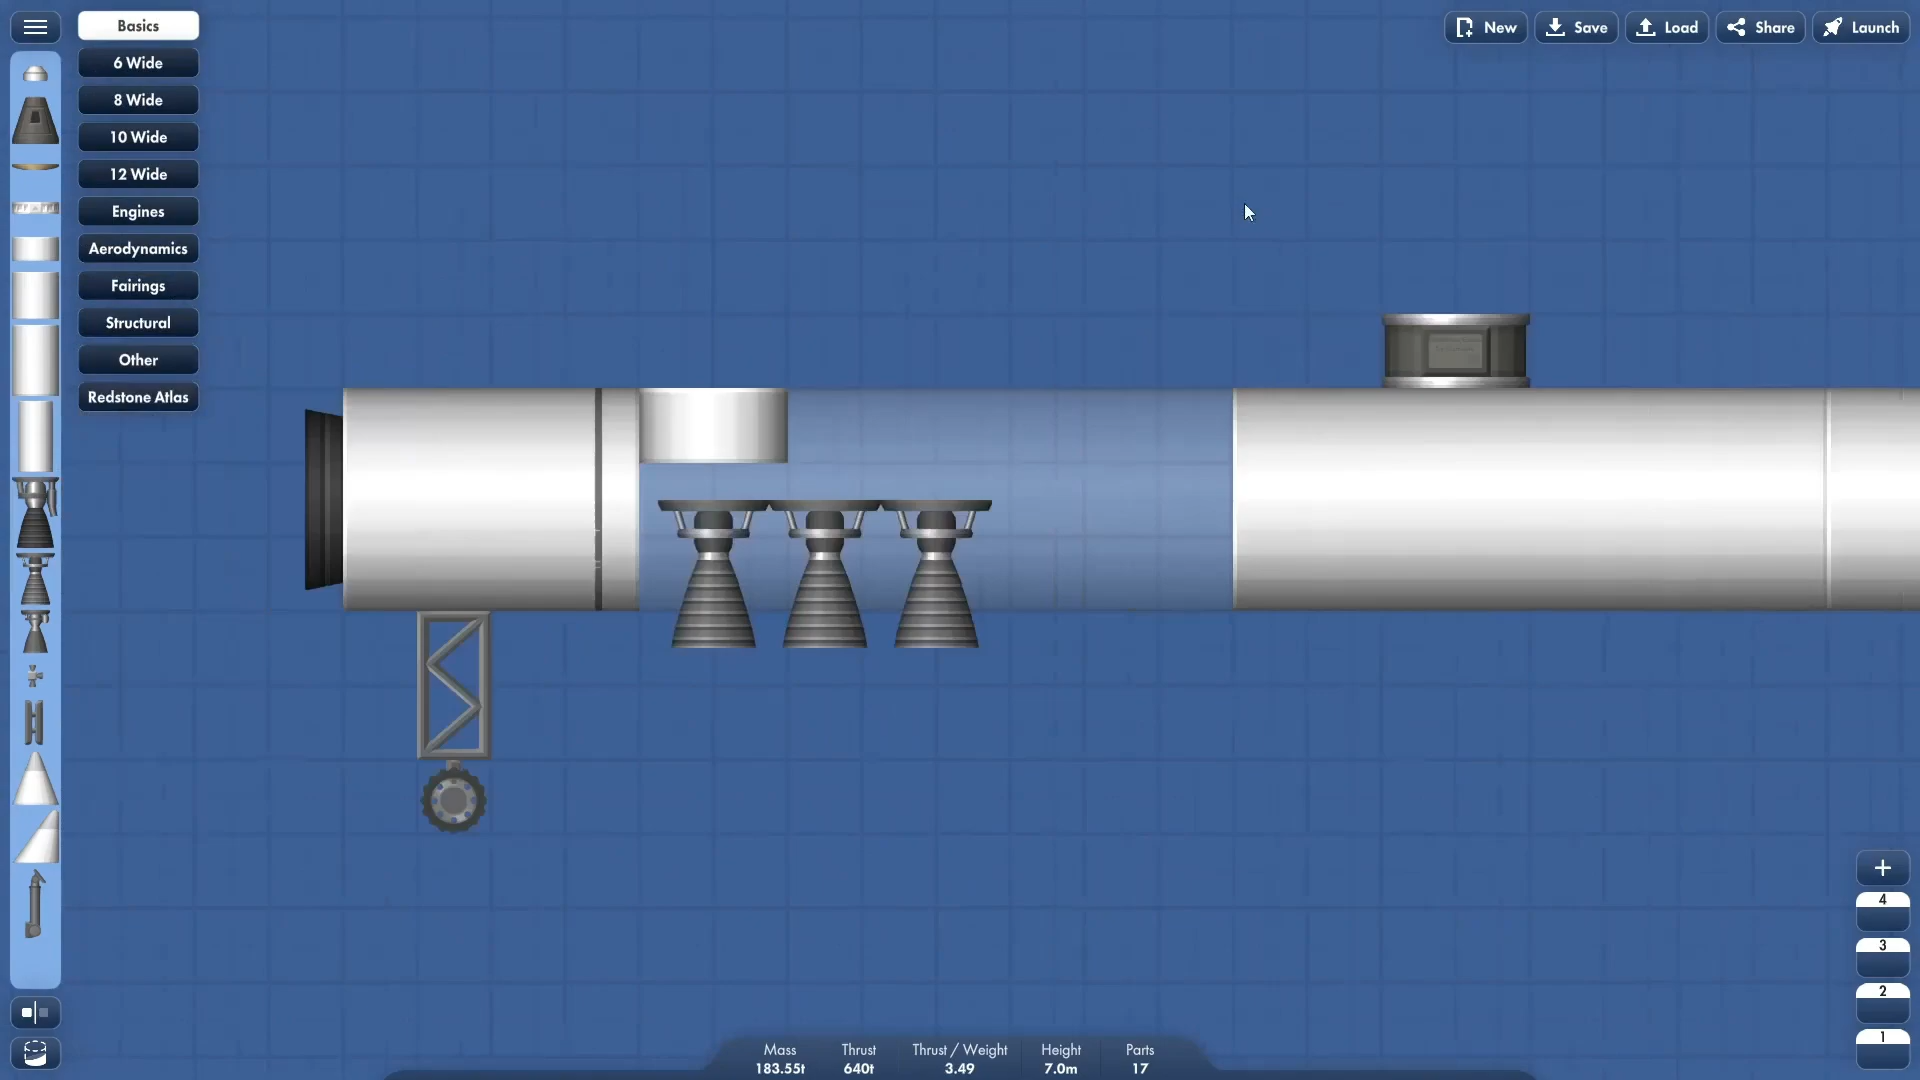 Basics
6 Wide
8 Wide
10 Wide
12 Wide
Engines
Aerodynamics
Fairings
Structural
Other
Redstone Atlas
New
Save
Load
Share
Launch
4
3
2
1
Mass
183.55t
Thrust
640t
Thrust / Weight
3.49
Height
7.0m
Parts
17